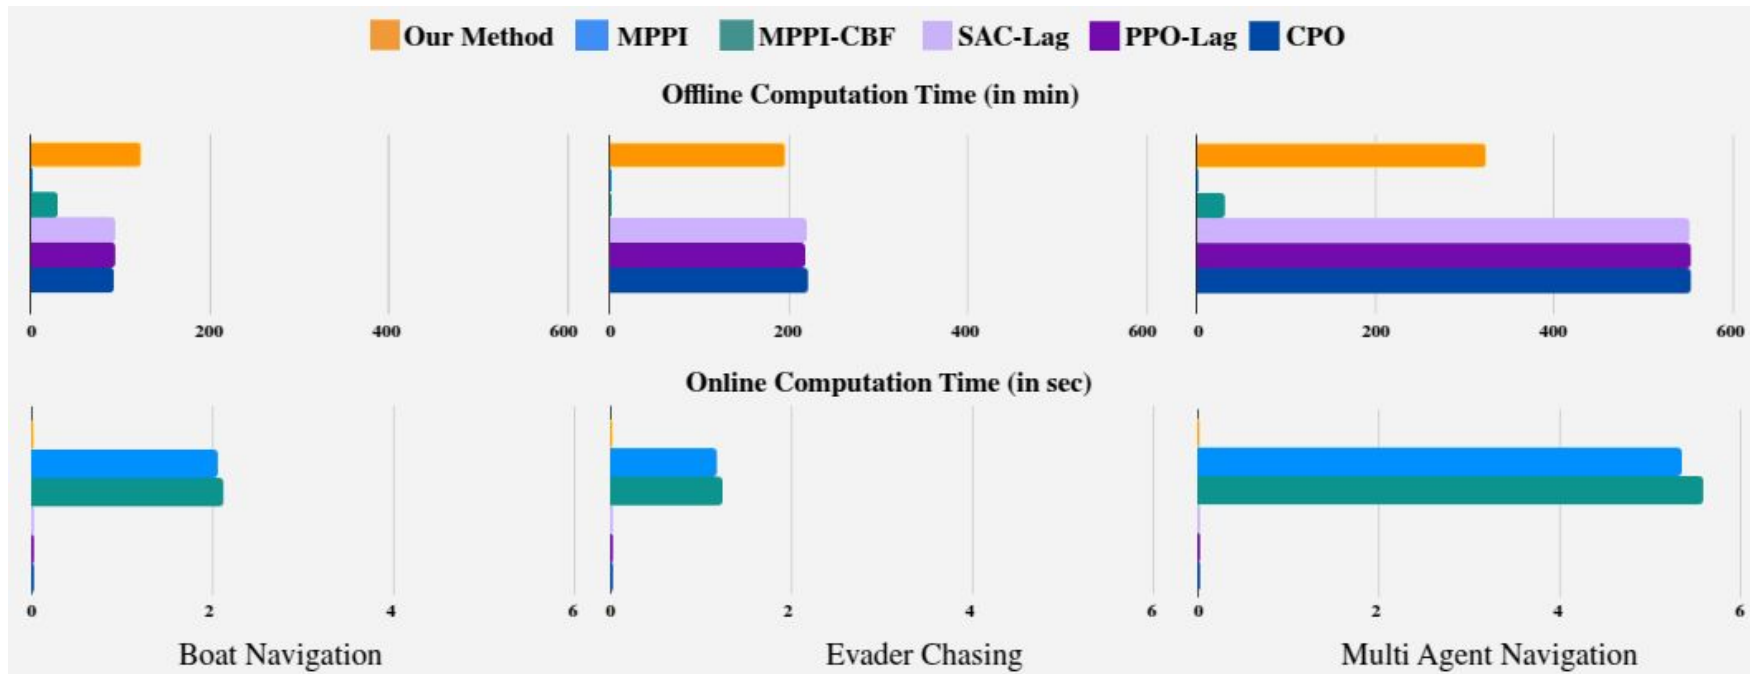 Our Method MPPI MPPI-CBF SAC-Lag PPO-Lag CPO
Offline Computation Time (in min)
0 200 400 600 0 200 400 600 0 200 400 600
Online Computation Time (in sec)
0 2 4 6 0 2 4 6 0 2 4 6
Boat Navigation Evader Chasing Multi Agent Navigation